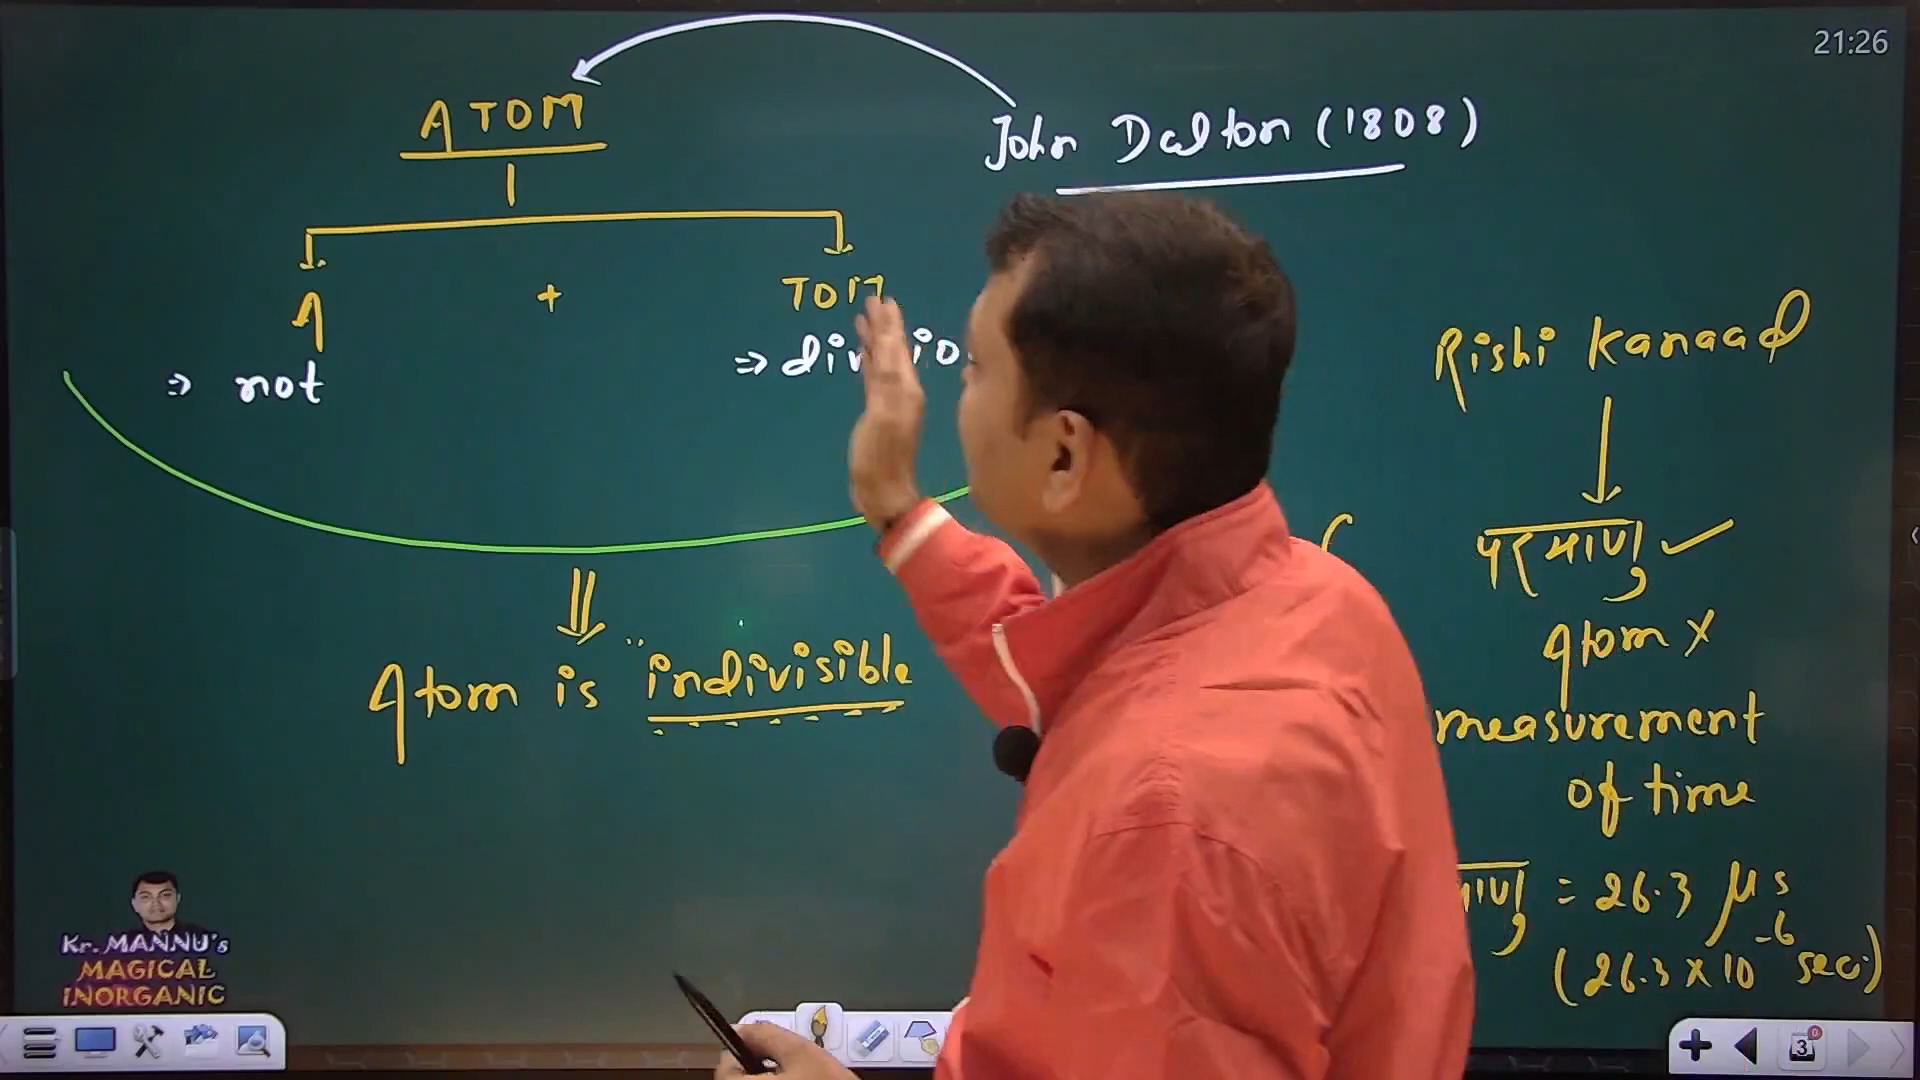 21:26
ATOM
John Dalton (1808)
A + TOM
⇒ not
Rishi Kanaad
परमाणु ✓
Atom is "indivisible
Atom X
measurement
of time
= 26.3 μs
(26.3 × 10⁻⁶ sec.)
Kr. MANNU's
MAGICAL
INORGANIC
3